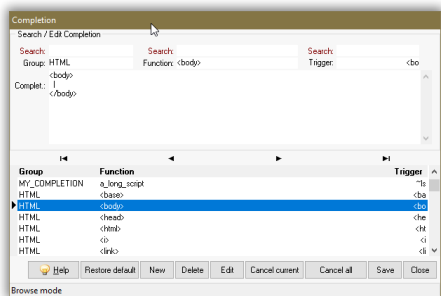 Completion
Search / Edit Completion
Search: Search: Search:
Group: HTML Function: <body> Trigger: <bo
Complet.: <body>
|
</body>
Group Function Trigger
MY_COMPLETION a_long_script ~ls
HTML <base> <ba
HTML <body> <bo
HTML <head> <he
HTML <html> <ht
HTML <i> <i
HTML <link> <li
Help Restore default New Delete Edit Cancel current Cancel all Save Close
Browse mode